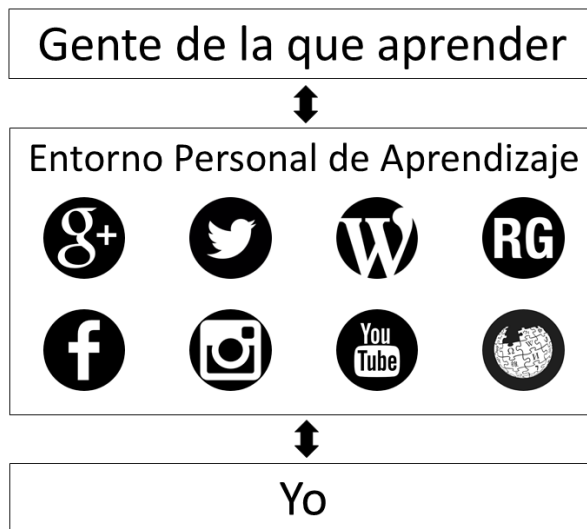 Gente de la que aprender
Entorno Personal de Aprendizaje
g+
W
RG
f
You
Tube
Yo